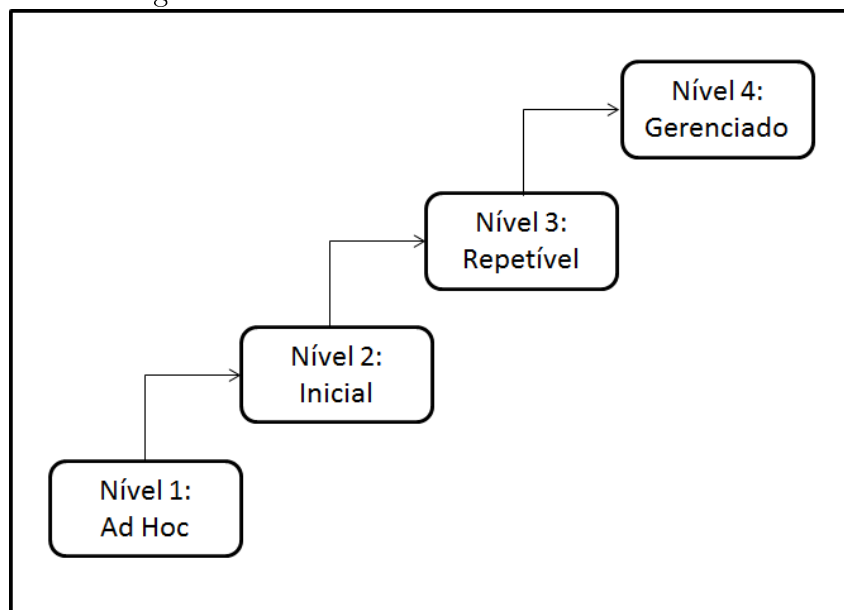 Nível 4:
Gerenciado
Nível 3:
Repetível
Nível 2:
Inicial
Nível 1:
Ad Hoc